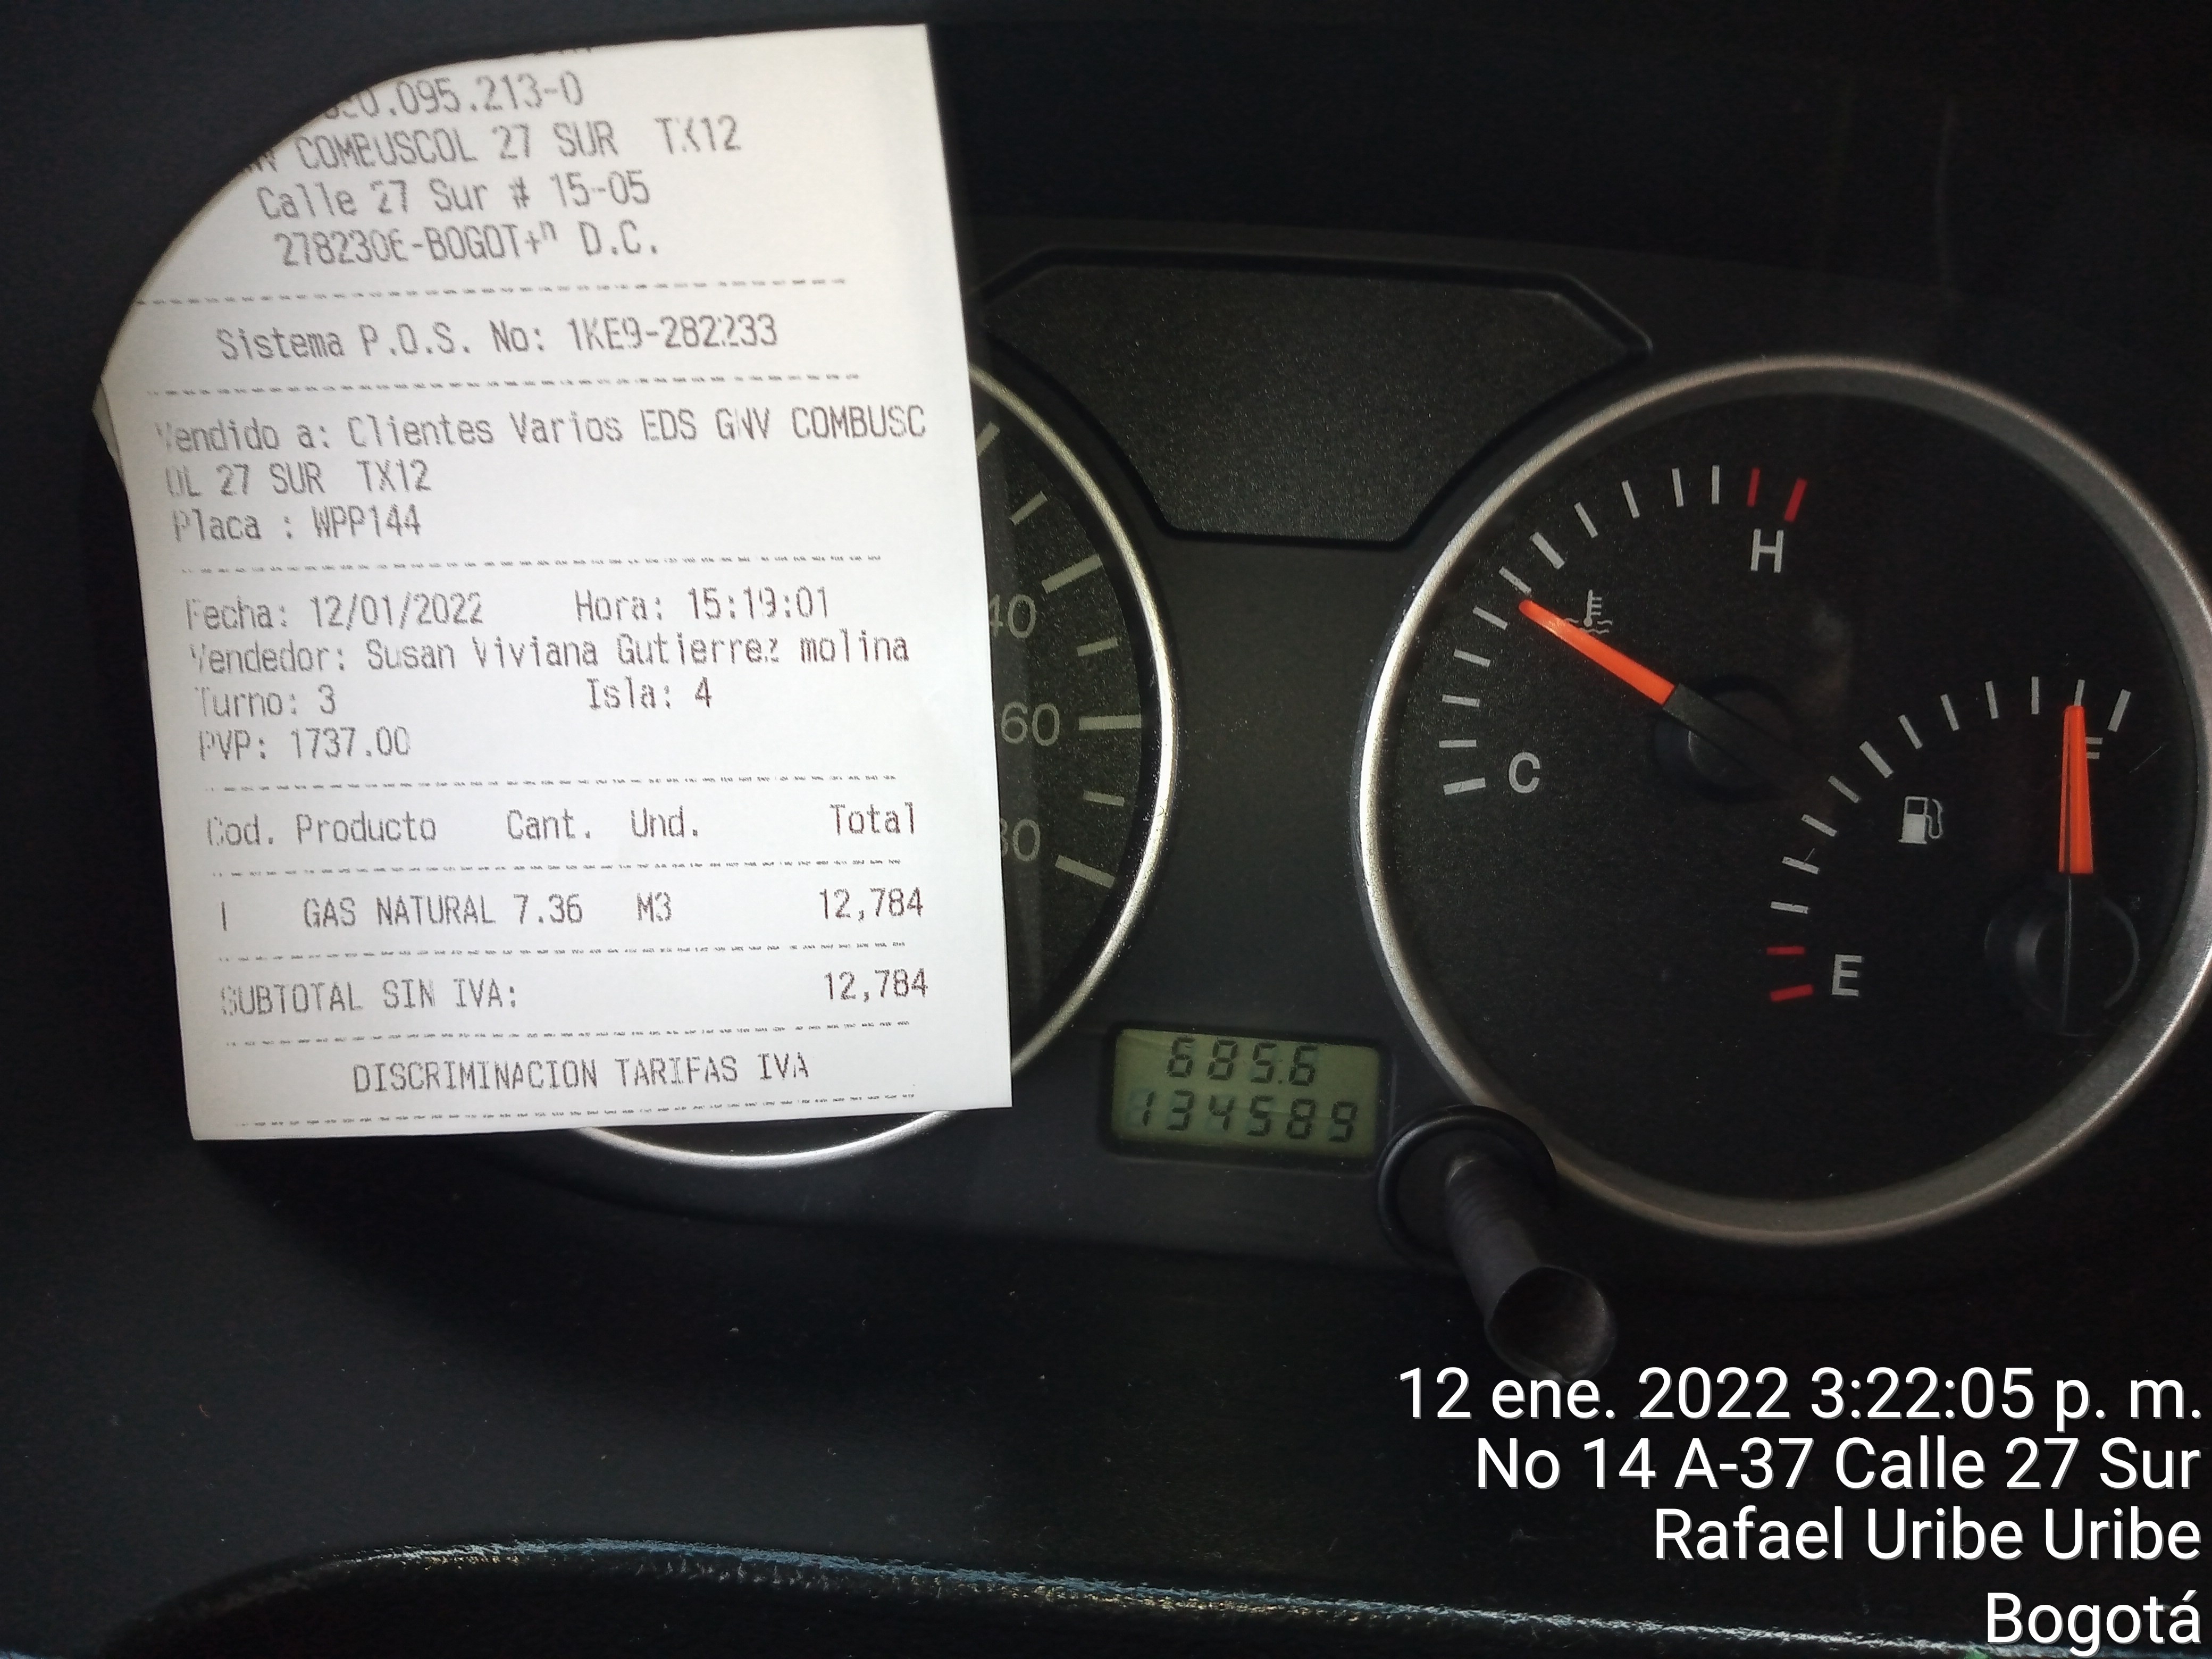 0.095.213-0
COMBUSCOL 27 SUR TX12
Calle 27 Sur # 15-05
2782306-BOGOT+n D.C.
Sistema P.O.S. No: 1KE9-282233
Vendido a: Clientes Varios EDS GNV COMBUSC
OL 27 SUR TX12
Placa : WPP144
Fecha: 12/01/2022 Hora: 15:19:01
Vendedor: Susan Viviana Gutierrez molina
Turno: 3 Isla: 4
PVP: 1737.00
Cod. Producto Cant. Und. Total
1 GAS NATURAL 7.36 M3 12,784
SUBTOTAL SIN IVA: 12,784
DISCRIMINACION TARIFAS IVA
40
60
80
H
C
F
E
685.6
134589
12 ene. 2022 3:22:05 p. m.
No 14 A-37 Calle 27 Sur
Rafael Uribe Uribe
Bogotá